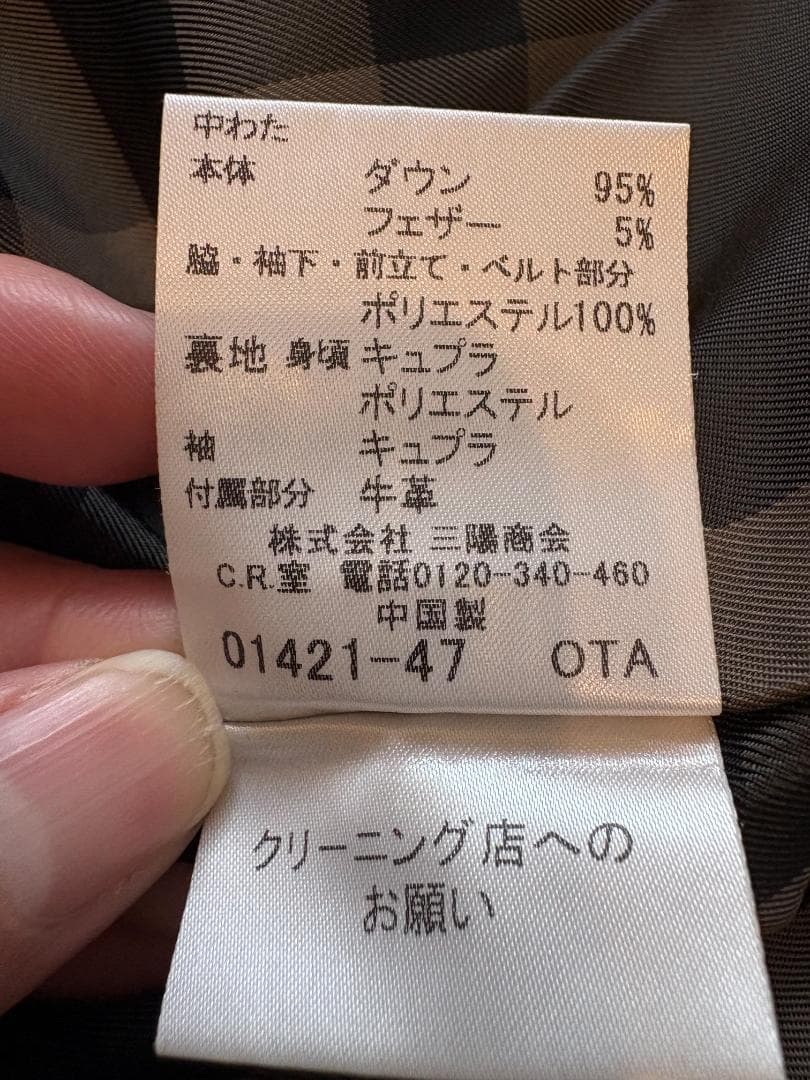 中わた
本体 ダウン 95%
フェザー 5%
脇・袖下・前立て・ベルト部分
ポリエステル100%
裏地 身頃 キュプラ
ポリエステル
袖 キュプラ
付属部分 牛革
株式会社 三陽商会
C.R.室 電話0120-340-460
中国製
01421-47 OTA
クリーニング店への
お願い